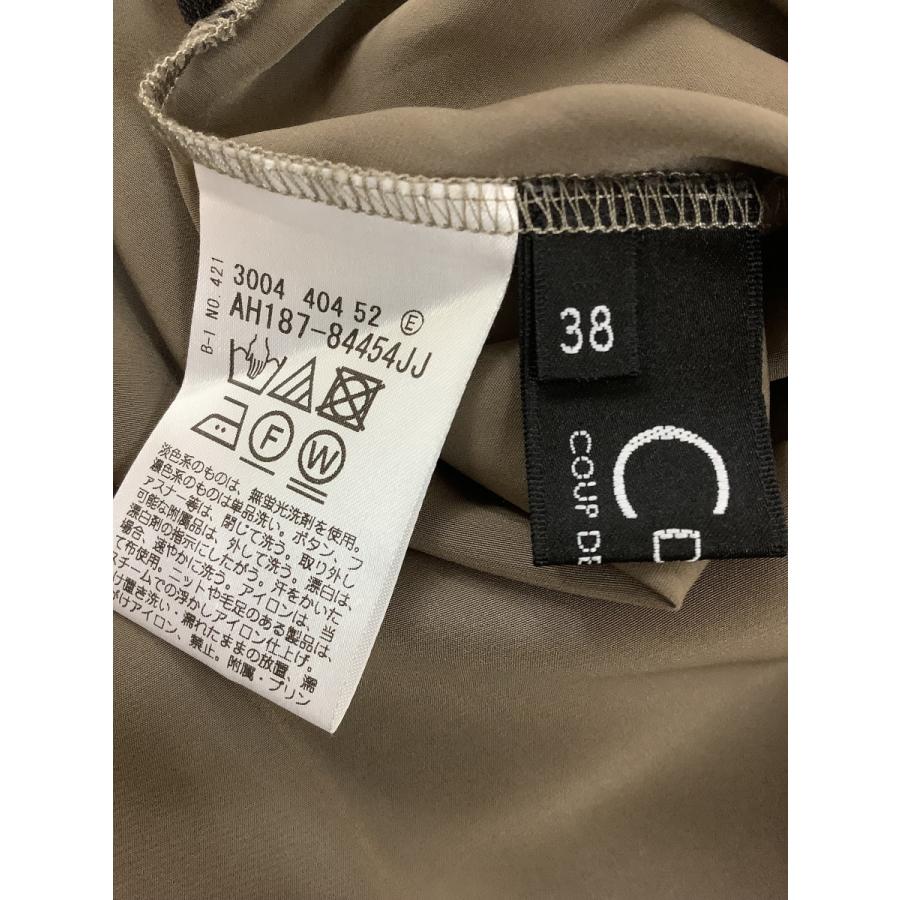 B-1 NO. 421
3004 404 52 Ⓔ
AH187-84454JJ
F W
淡色系のものは、無蛍光洗剤を使用。
濃色系のものは単品洗い。ボタン、フ
ァスナー等は、閉じて洗う。取り外し
可能な附属品は、外して洗う。漂白は、
漂白剤の指示にしたがう。汗をかいた
場合、速やかに洗う。アイロンは、当
て布使用。ニットや毛足のある製品は、
スチームでの浮かしアイロン仕上げ。
け置き洗い・濡れたままの放置、濡
がけアイロン、禁止。附属・プリン
38
C D
COUP DE